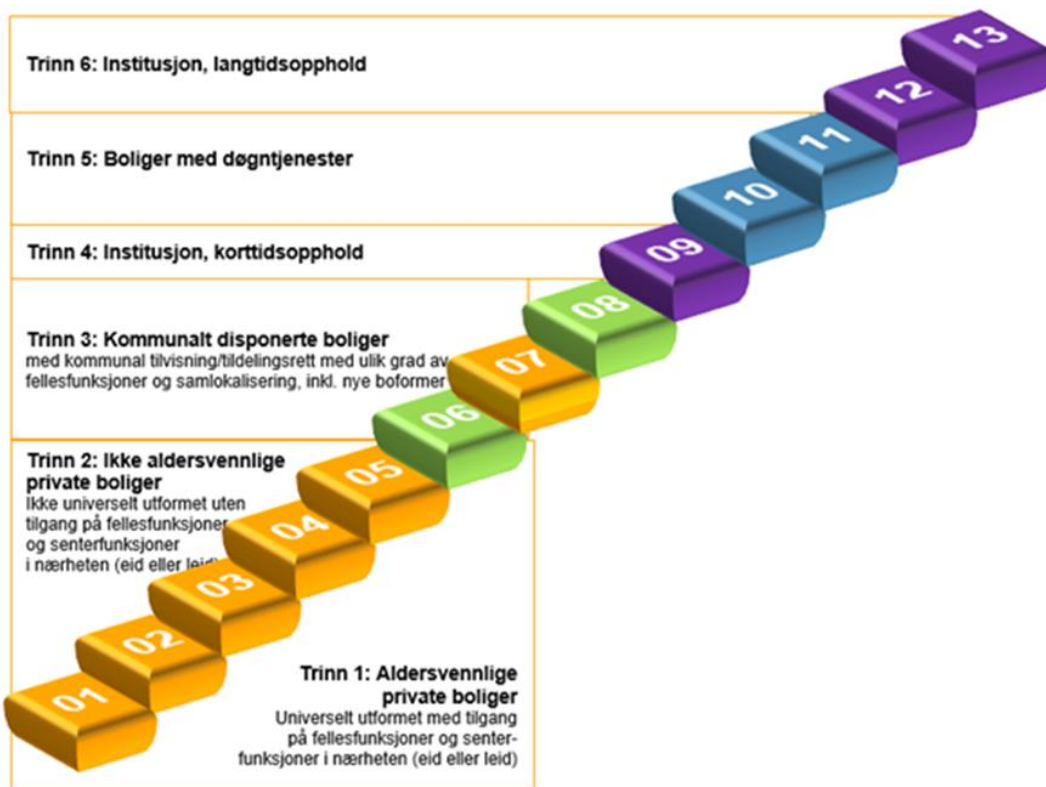 Trinn 6: Institusjon, langtidsopphold
Trinn 5: Boliger med døgntjenester
Trinn 4: Institusjon, korttidsopphold
Trinn 3: Kommunalt disponerte boliger
med kommunal tilvisning/tildelingsrett med ulik grad av
fellesfunksjoner og samlokalisering, inkl. nye boformer
Trinn 2: Ikke aldersvennlige
private boliger
Ikke universelt utformet uten
tilgang på fellesfunksjoner
og senterfunksjoner
i nærheten (eid eller leid)
Trinn 1: Aldersvennlige
private boliger
Universelt utformet med tilgang
på fellesfunksjoner og senter-
funksjoner i nærheten (eid eller leid)
13
12
11
10
09
08
07
06
05
04
03
02
01